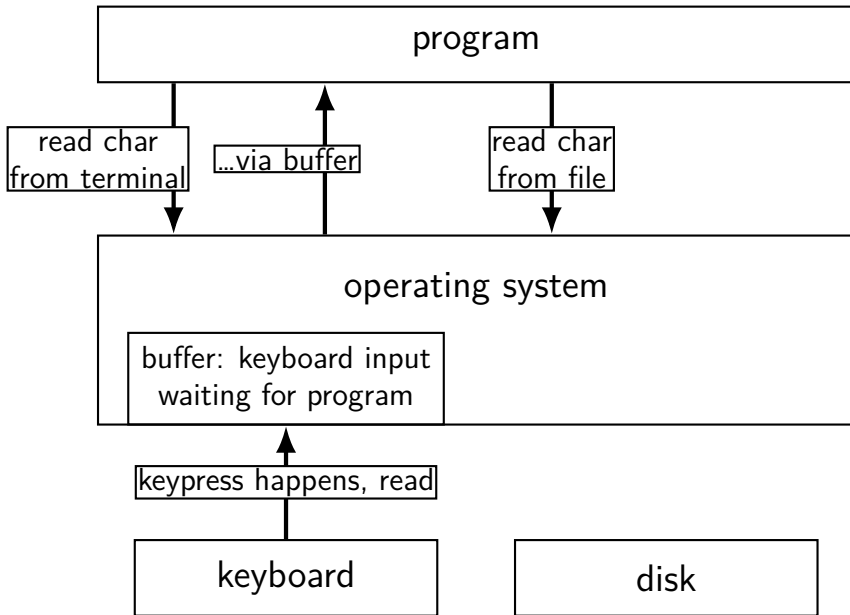 program
read char
from terminal
...via buffer
read char
from file
operating system
buffer: keyboard input
waiting for program
keypress happens, read
keyboard
disk